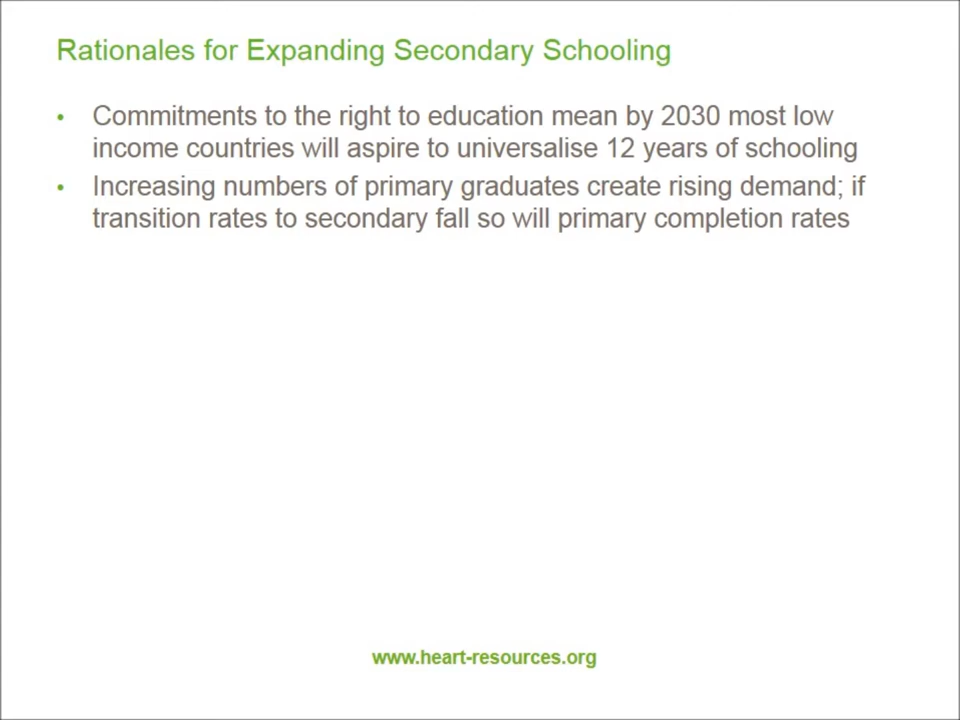 Rationales for Expanding Secondary Schooling
• Commitments to the right to education mean by 2030 most low
income countries will aspire to universalise 12 years of schooling
• Increasing numbers of primary graduates create rising demand; if
transition rates to secondary fall so will primary completion rates
www.heart-resources.org